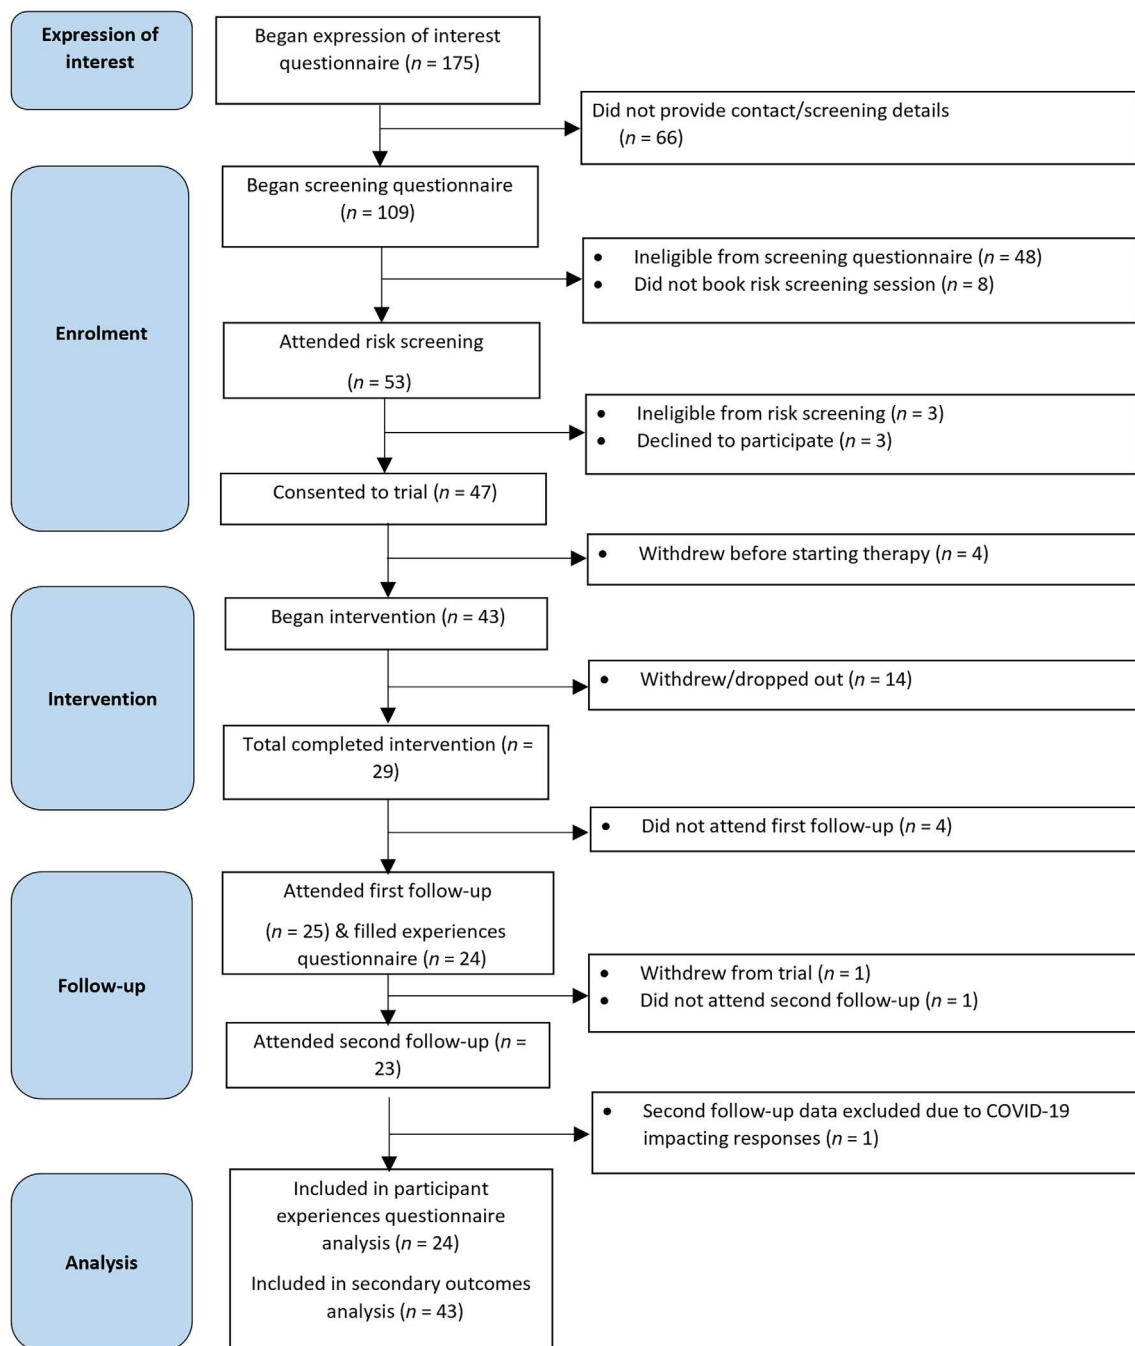 Expression of
interest
Began expression of interest
questionnaire (n = 175)
Did not provide contact/screening details
(n = 66)
Enrolment
Began screening questionnaire
(n = 109)
• Ineligible from screening questionnaire (n = 48)
• Did not book risk screening session (n = 8)
Attended risk screening
(n = 53)
• Ineligible from risk screening (n = 3)
• Declined to participate (n = 3)
Consented to trial (n = 47)
• Withdrew before starting therapy (n = 4)
Intervention
Began intervention (n = 43)
• Withdrew/dropped out (n = 14)
Total completed intervention (n =
29)
• Did not attend first follow-up (n = 4)
Follow-up
Attended first follow-up
(n = 25) & filled experiences
questionnaire (n = 24)
• Withdrew from trial (n = 1)
• Did not attend second follow-up (n = 1)
Attended second follow-up (n =
23)
• Second follow-up data excluded due to COVID-19
impacting responses (n = 1)
Analysis
Included in participant
experiences questionnaire
analysis (n = 24)
Included in secondary outcomes
analysis (n = 43)